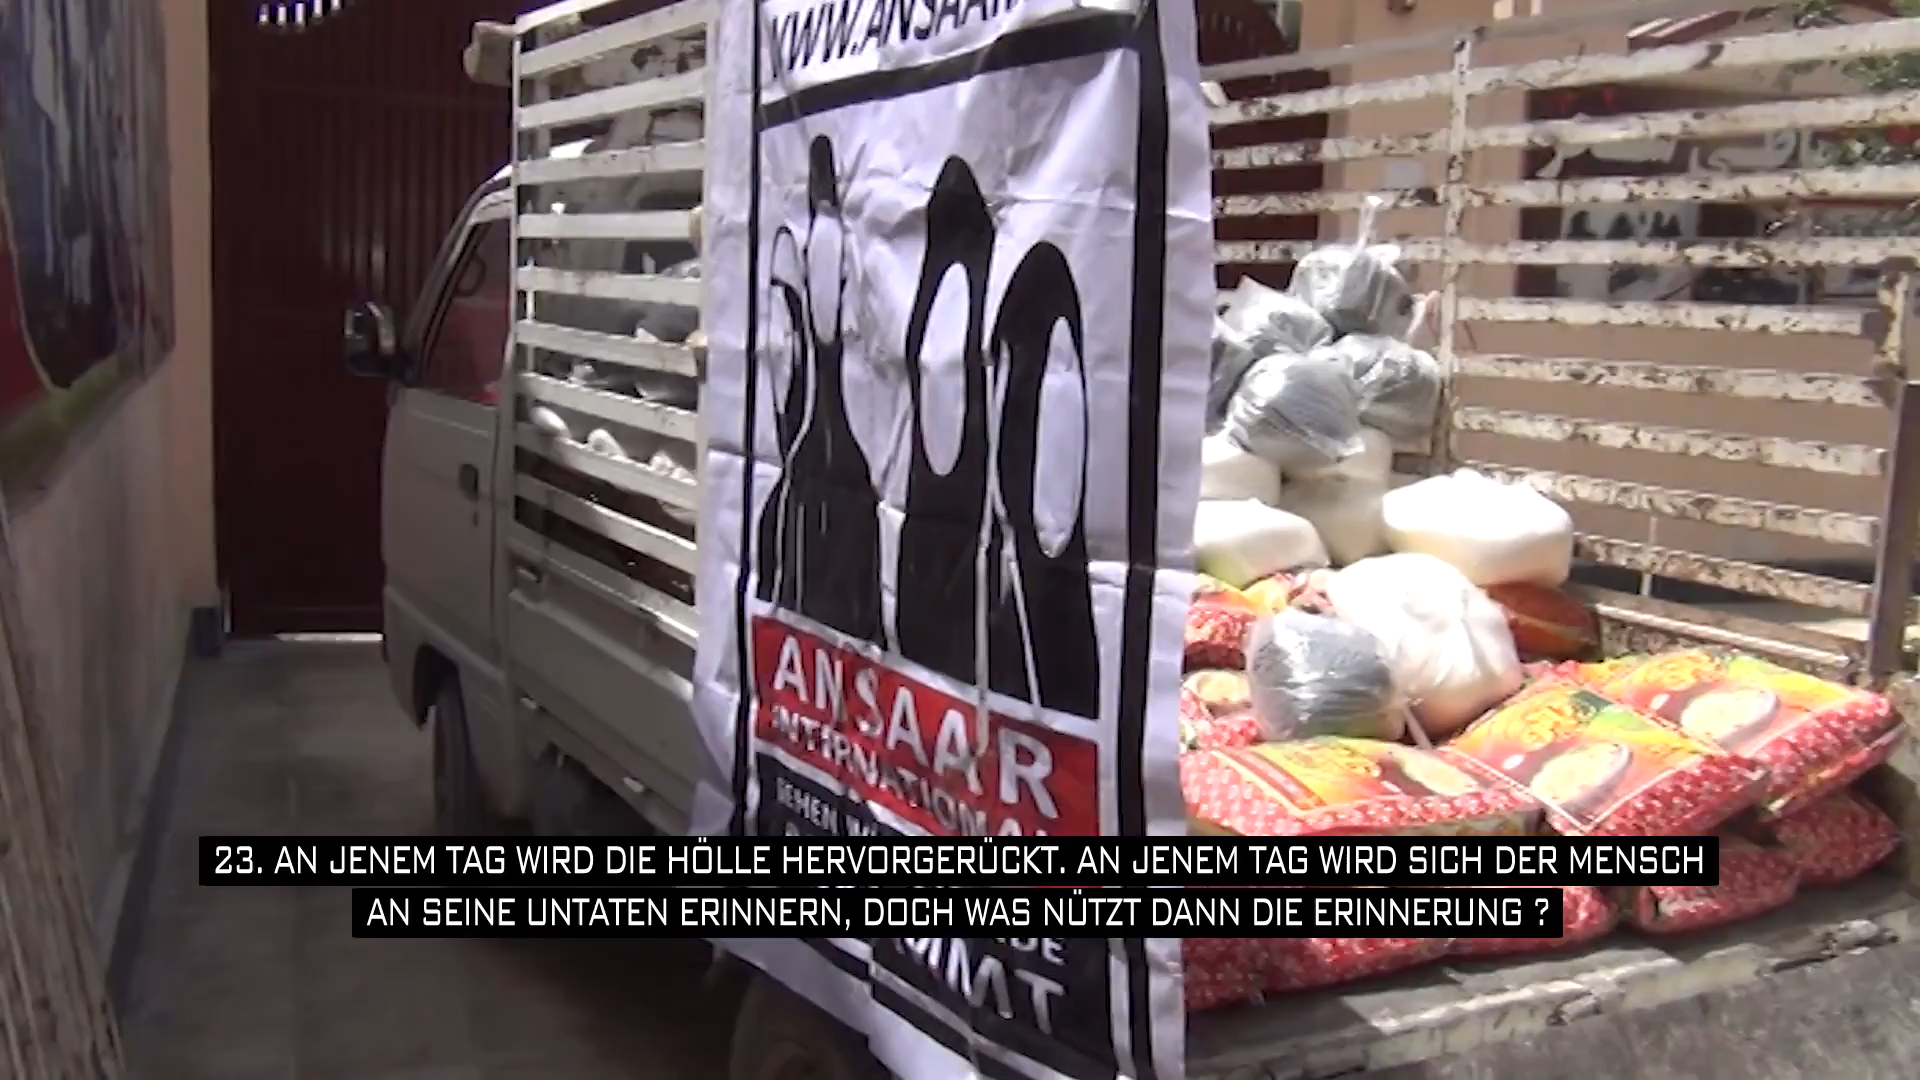 WWW.ANSAAR.
ANSAAR
INTERNATIONAL
23. AN JENEM TAG WIRD DIE HÖLLE HERVORGERÜCKT. AN JENEM TAG WIRD SICH DER MENSCH
AN SEINE UNTATEN ERINNERN, DOCH WAS NÜTZT DANN DIE ERINNERUNG ?